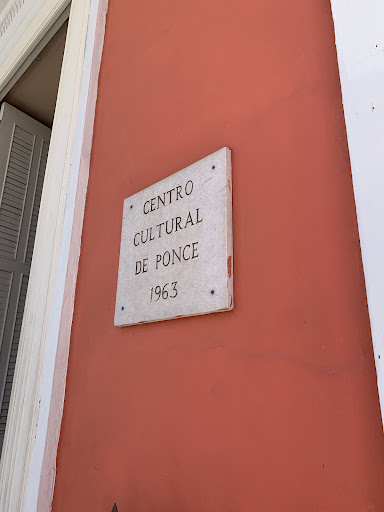 CENTRO
CULTURAL
DE PONCE
1963